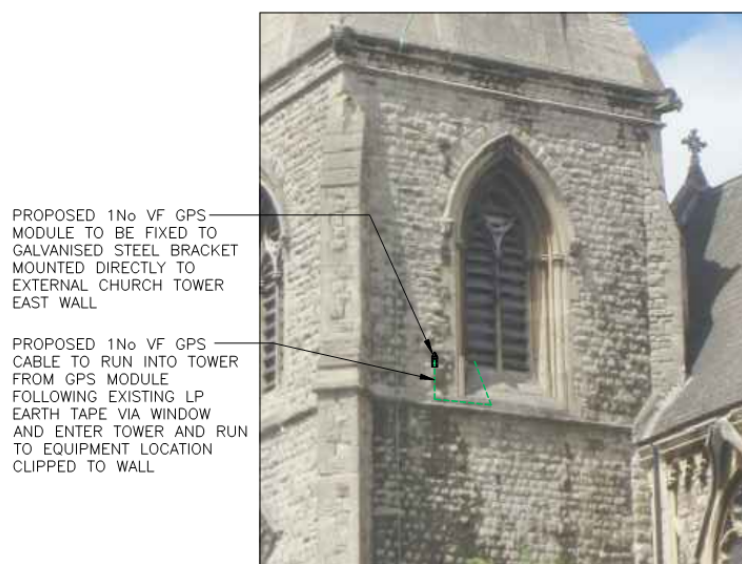 PROPOSED 1No VF GPS
MODULE TO BE FIXED TO
GALVANISED STEEL BRACKET
MOUNTED DIRECTLY TO
EXTERNAL CHURCH TOWER
EAST WALL
PROPOSED 1No VF GPS
CABLE TO RUN INTO TOWER
FROM GPS MODULE
FOLLOWING EXISTING LP
EARTH TAPE VIA WINDOW
AND ENTER TOWER AND RUN
TO EQUIPMENT LOCATION
CLIPPED TO WALL